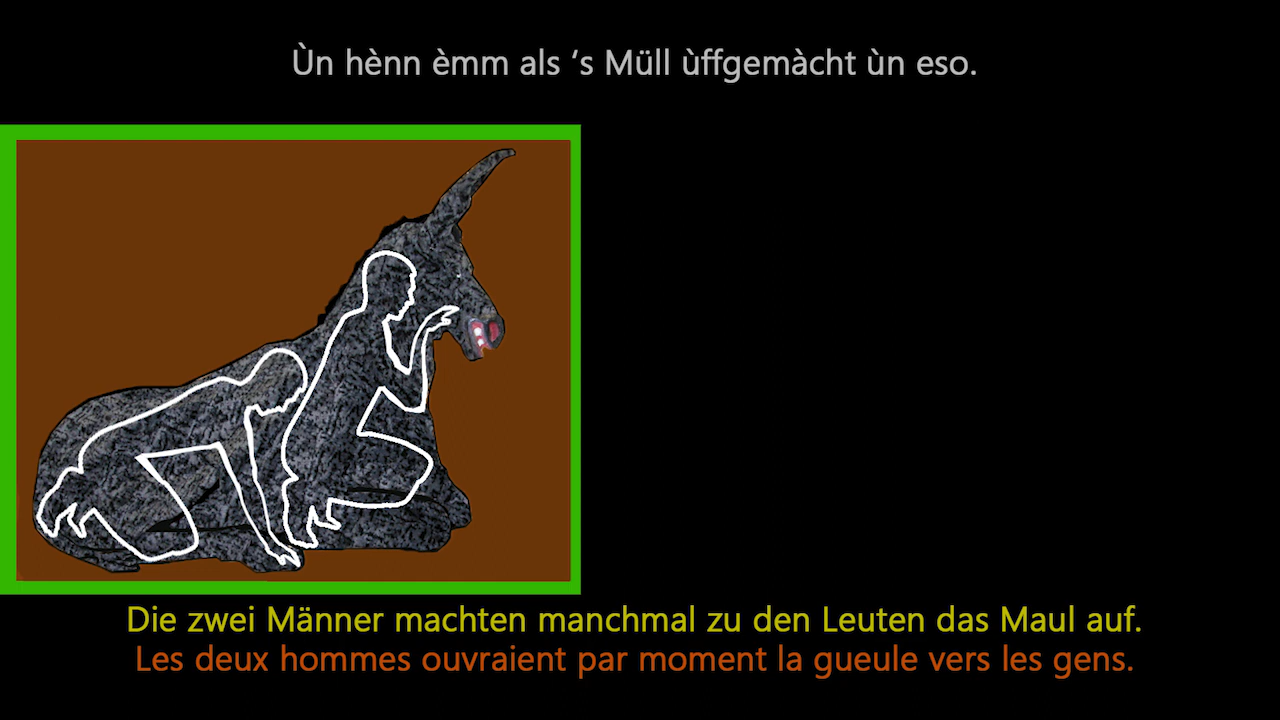 Ùn hènn èmm als ‘s Müll ùffgemàcht ùn eso.
Die zwei Männer machten manchmal zu den Leuten das Maul auf.
Les deux hommes ouvraient par moment la gueule vers les gens.